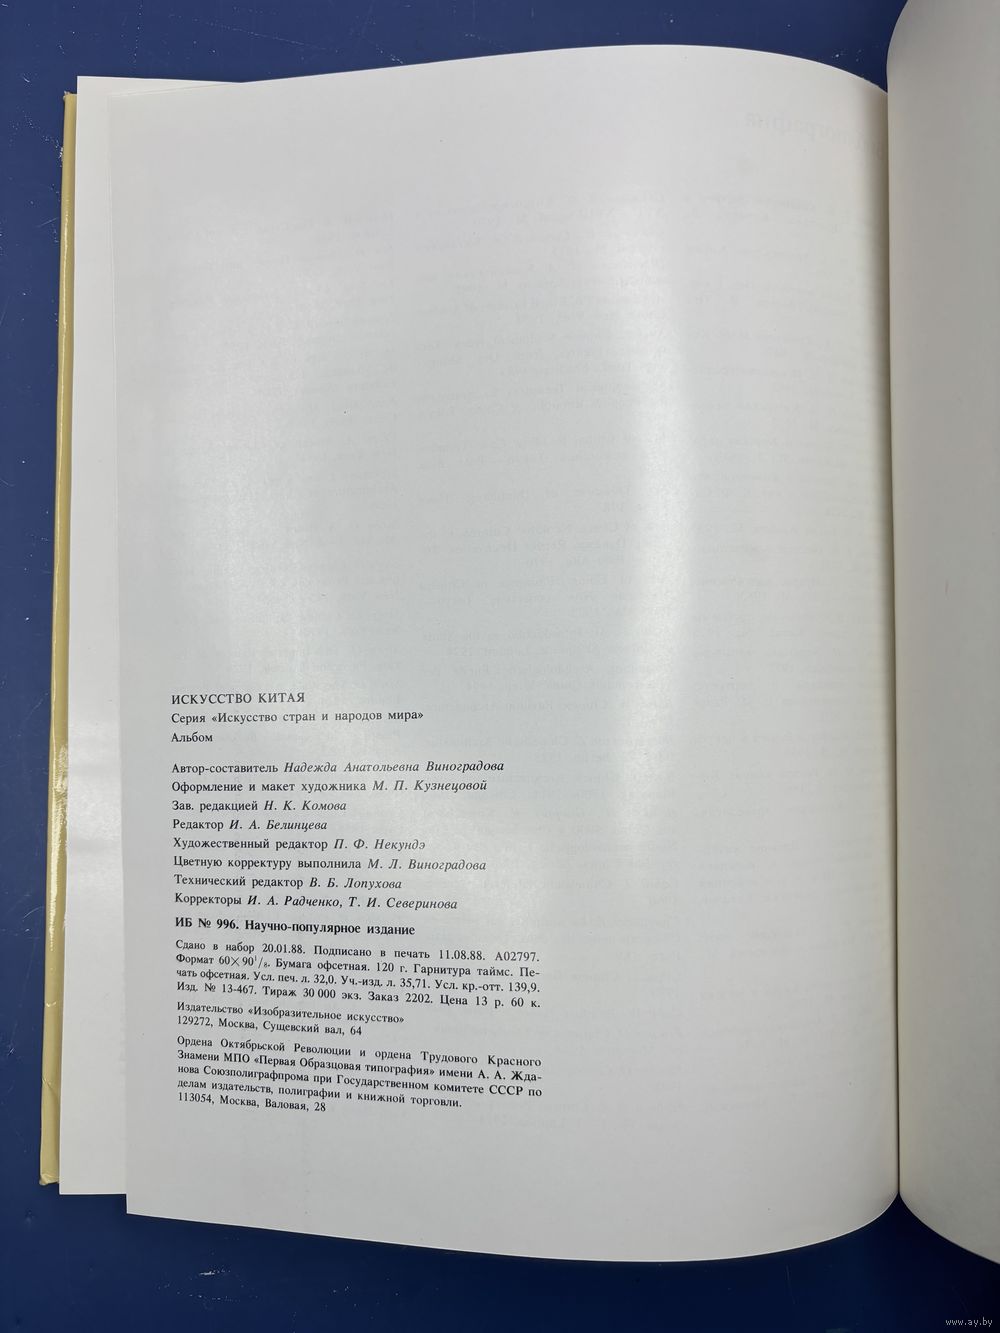 ИСКУССТВО КИТАЯ
Серия «Искусство стран и народов мира»
Альбом
Автор-составитель Надежда Анатольевна Виноградова
Оформление и макет художника М. П. Кузнецовой
Зав. редакцией Н. К. Комова
Редактор И. А. Белинцева
Художественный редактор П. Ф. Некундэ
Цветную корректуру выполнила М. Л. Виноградова
Технический редактор В. Б. Лопухова
Корректоры И. А. Радченко, Т. И. Северинова
ИБ № 996. Научно-популярное издание
Сдано в набор 20.01.88. Подписано в печать 11.08.88. А02797.
Формат 60×90¹/₈. Бумага офсетная. 120 г. Гарнитура таймс. Пе-
чать офсетная. Усл. печ. л. 32,0. Уч.-изд. л. 35,71. Усл. кр.-отт. 139,9.
Изд. № 13-467. Тираж 30 000 экз. Заказ 2202. Цена 13 р. 60 к.
Издательство «Изобразительное искусство»
129272, Москва, Сущевский вал, 64
Ордена Октябрьской Революции и ордена Трудового Красного
Знамени МПО «Первая Образцовая типография» имени А. А. Жда-
нова Союзполиграфпрома при Государственном комитете СССР по
делам издательств, полиграфии и книжной торговли.
113054, Москва, Валовая, 28
www.ay.by